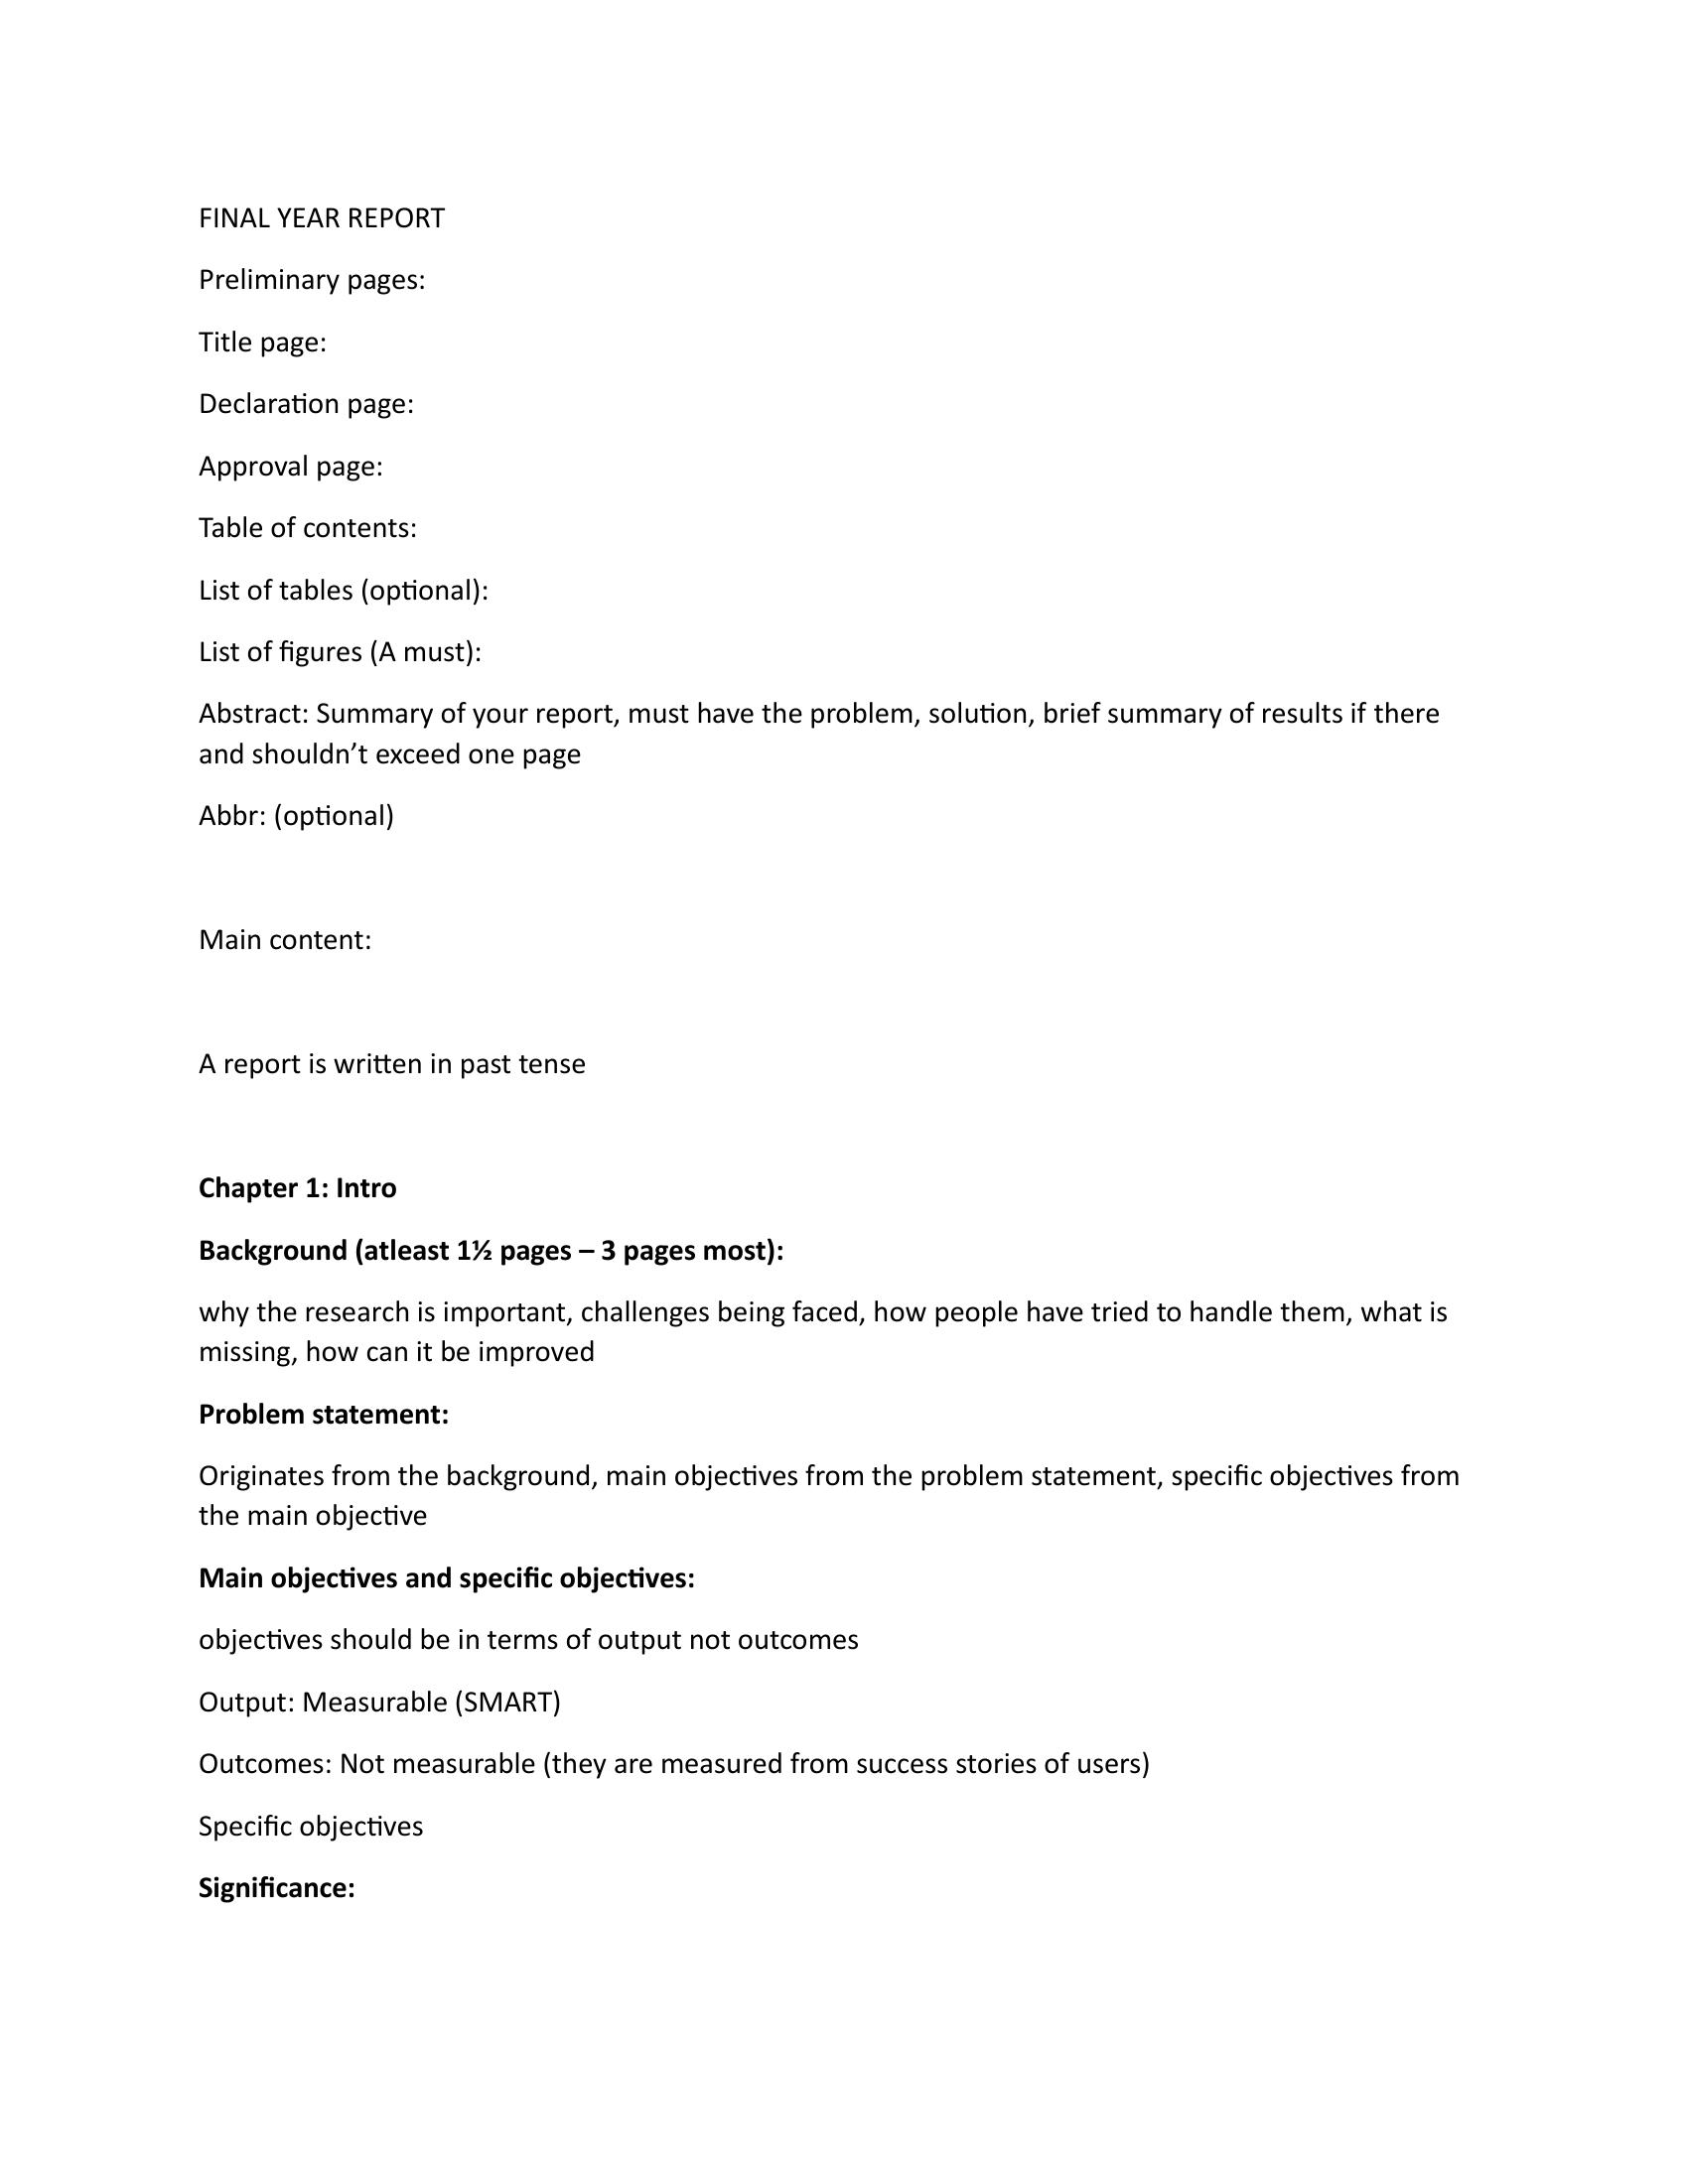 FINAL YEAR REPORT
Preliminary pages:
Title page:
Declaration page:
Approval page:
Table of contents:
List of tables (optional):
List of figures (A must):
Abstract: Summary of your report, must have the problem, solution, brief summary of results if there
and shouldn’t exceed one page
Abbr: (optional)
Main content:
A report is written in past tense
Chapter 1: Intro
Background (atleast 1½ pages – 3 pages most):
why the research is important, challenges being faced, how people have tried to handle them, what is
missing, how can it be improved
Problem statement:
Originates from the background, main objectives from the problem statement, specific objectives from
the main objective
Main objectives and specific objectives:
objectives should be in terms of output not outcomes
Output: Measurable (SMART)
Outcomes: Not measurable (they are measured from success stories of users)
Specific objectives
Significance: